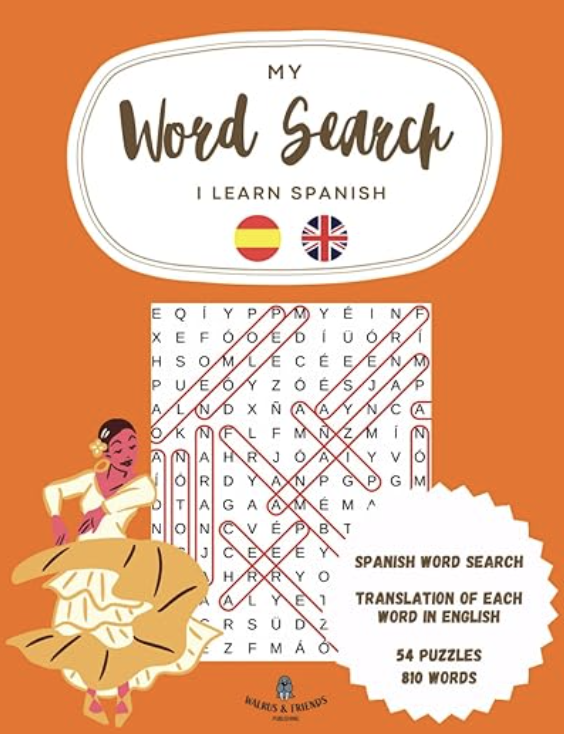 MY
Word Search
I LEARN SPANISH
E Q Í Y P P M Y É I N F
X E F Ó O E D Í Ü Ó R Í
H S O M L E C É E E N M
P U E Ó Y Z Ó É S J A P
A L N D X Ñ A A Y N C A
O K N F L F M Ñ Z M Í N
A N A H R J Ó A I Y V Ó
Í Ó R D Y A N P G P G M
T A G A A M É M A
N O N C V É P B T
J C E E E Y
A H R R Y O
A A L Y E
R S Ü D Z
E Z F M Á Ó
SPANISH WORD SEARCH
TRANSLATION OF EACH
WORD IN ENGLISH
54 PUZZLES
810 WORDS
WALRUS & FRIENDS
PUBLISHING